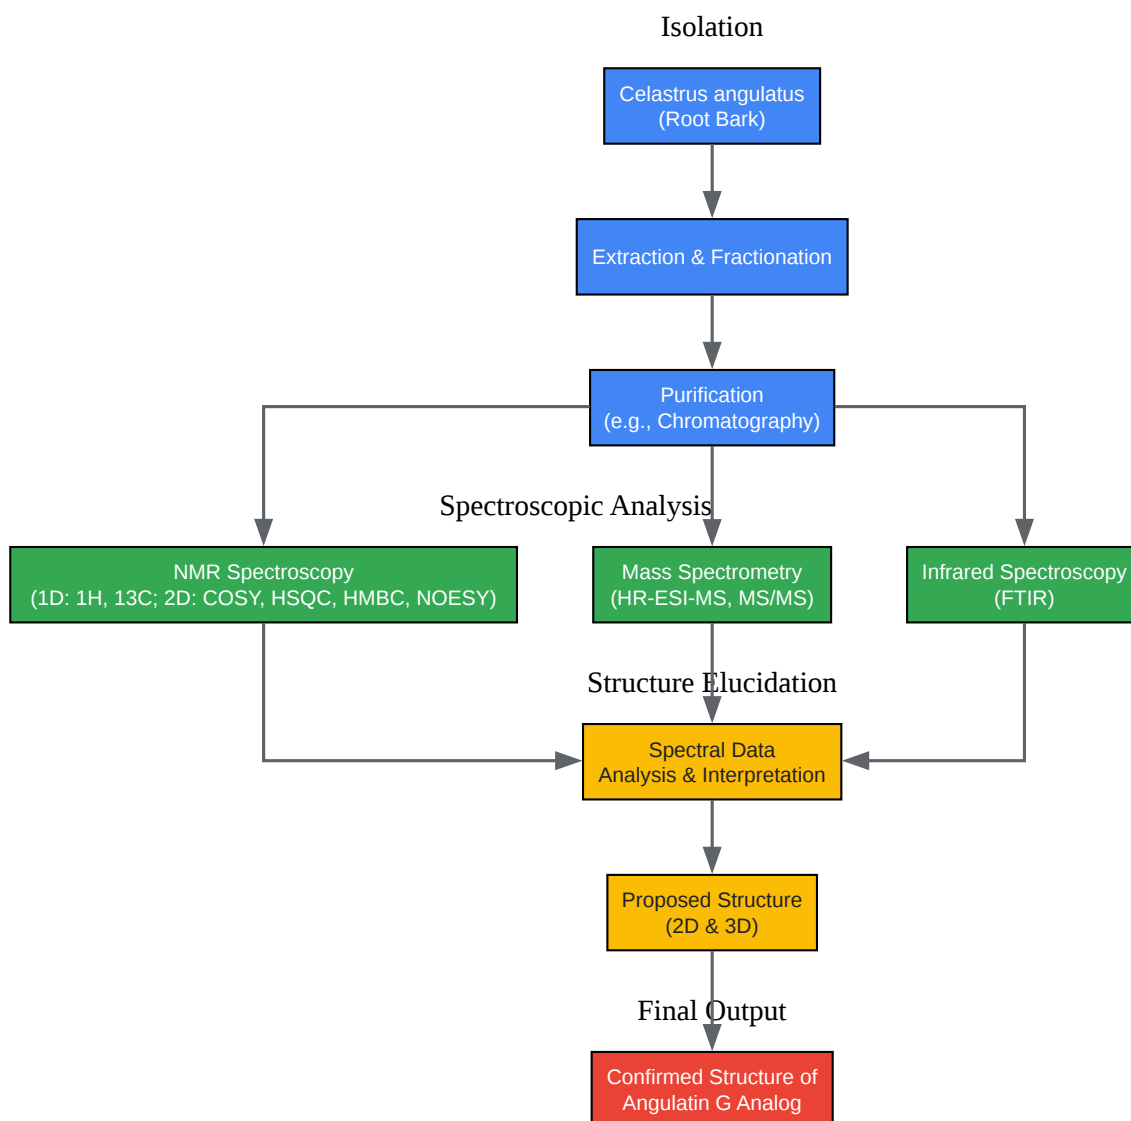 Isolation
Celastrus angulatus
(Root Bark)
Extraction & Fractionation
Purification
(e.g., Chromatography)
Spectroscopic Analysis
NMR Spectroscopy
(1D: 1H, 13C; 2D: COSY, HSQC, HMBC, NOESY)
Mass Spectrometry
(HR-ESI-MS, MS/MS)
Infrared Spectroscopy
(FTIR)
Structure Elucidation
Spectral Data
Analysis & Interpretation
Proposed Structure
(2D & 3D)
Final Output
Confirmed Structure of
Angulatin G Analog